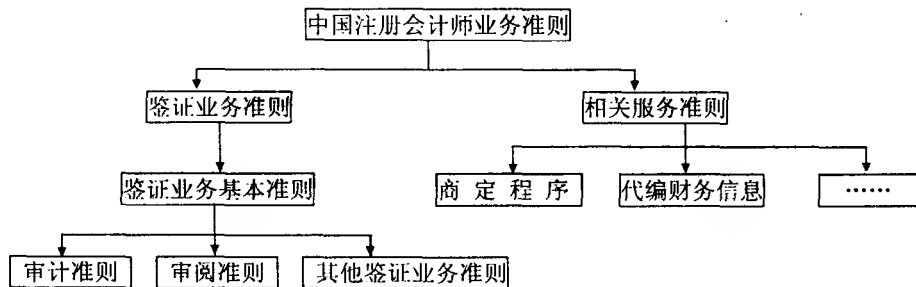 中国注册会计师业务准则
鉴证业务准则
相关服务准则
鉴证业务基本准则
商定程序
代编财务信息
……
审计准则
审阅准则
其他鉴证业务准则